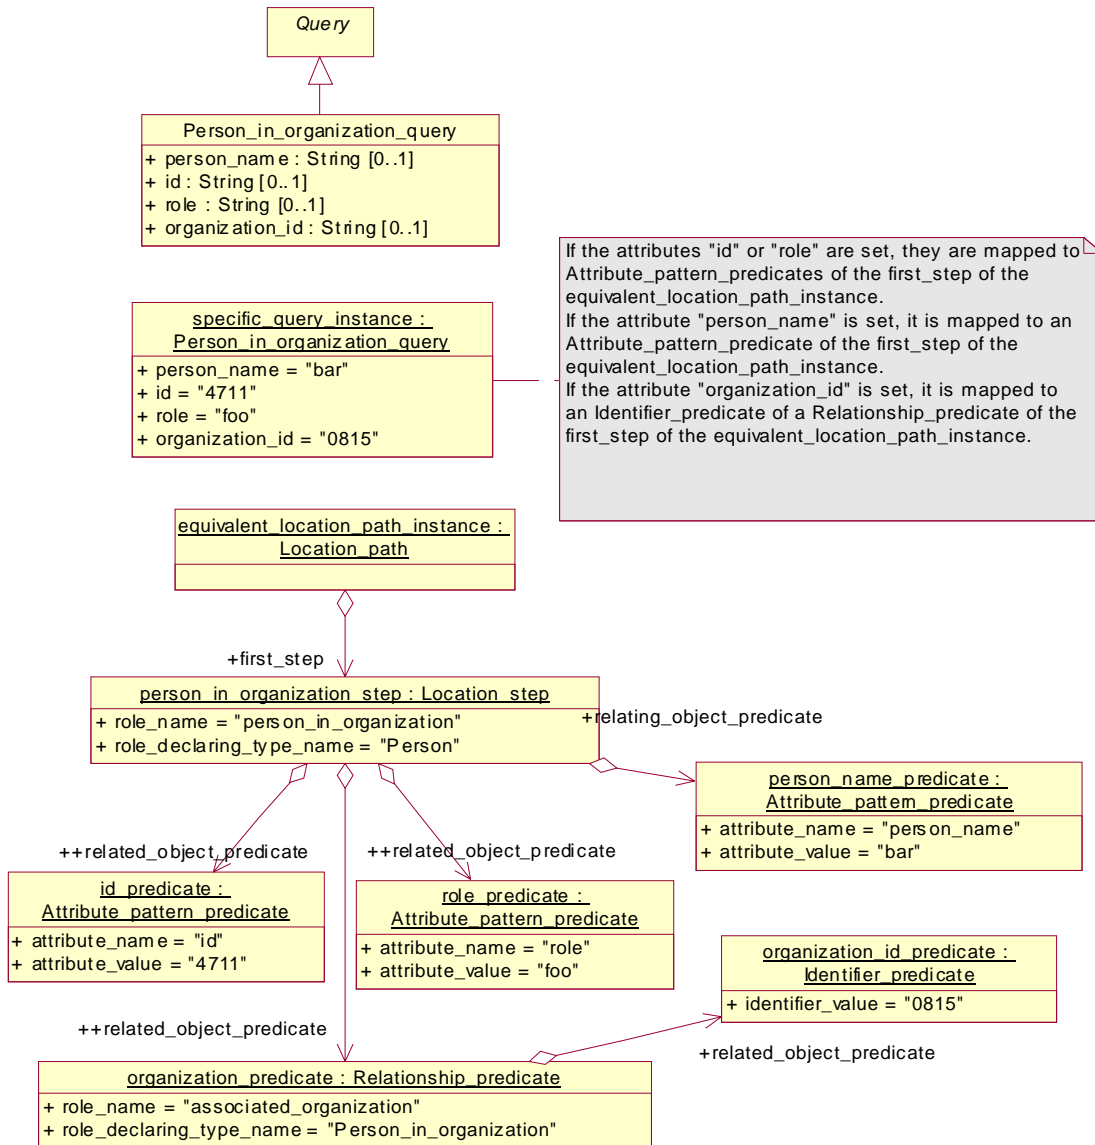 Query
Person_in_organization_query
+ person_name : String [0..1]
+ id : String [0..1]
+ role : String [0..1]
+ organization_id : String [0..1]
If the attributes "id" or "role" are set, they are mapped to
Attribute_pattern_predicates of the first_step of the
equivalent_location_path_instance.
If the attribute "person_name" is set, it is mapped to an
Attribute_pattern_predicate of the first_step of the
equivalent_location_path_instance.
If the attribute "organization_id" is set, it is mapped to
an Identifier_predicate of a Relationship_predicate of the
first_step of the equivalent_location_path_instance.
specific_query_instance :
Person_in_organization_query
+ person_name = "bar"
+ id = "4711"
+ role = "foo"
+ organization_id = "0815"
equivalent_location_path_instance :
Location_path
+first_step
person_in_organization_step : Location_step
+ role_name = "person_in_organization"
+ role_declaring_type_name = "Person"
+relating_object_predicate
person_name_predicate :
Attribute_pattern_predicate
+ attribute_name = "person_name"
+ attribute_value = "bar"
++related_object_predicate
++related_object_predicate
id_predicate :
Attribute_pattern_predicate
+ attribute_name = "id"
+ attribute_value = "4711"
role_predicate :
Attribute_pattern_predicate
+ attribute_name = "role"
+ attribute_value = "foo"
organization_id_predicate :
Identifier_predicate
+ identifier_value = "0815"
++related_object_predicate
+related_object_predicate
organization_predicate : Relationship_predicate
+ role_name = "associated_organization"
+ role_declaring_type_name = "Person_in_organization"